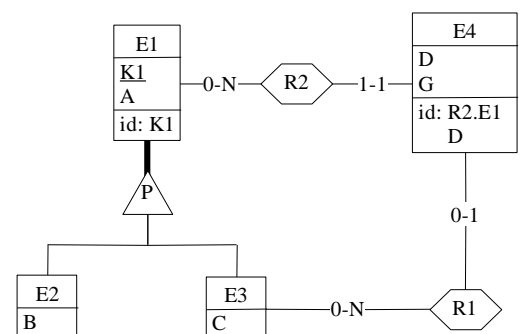 E1
K1
A
id: K1
0-N
R2
1-1
E4
D
G
id: R2.E1
D
P
0-1
E2
B
E3
C
0-N
R1